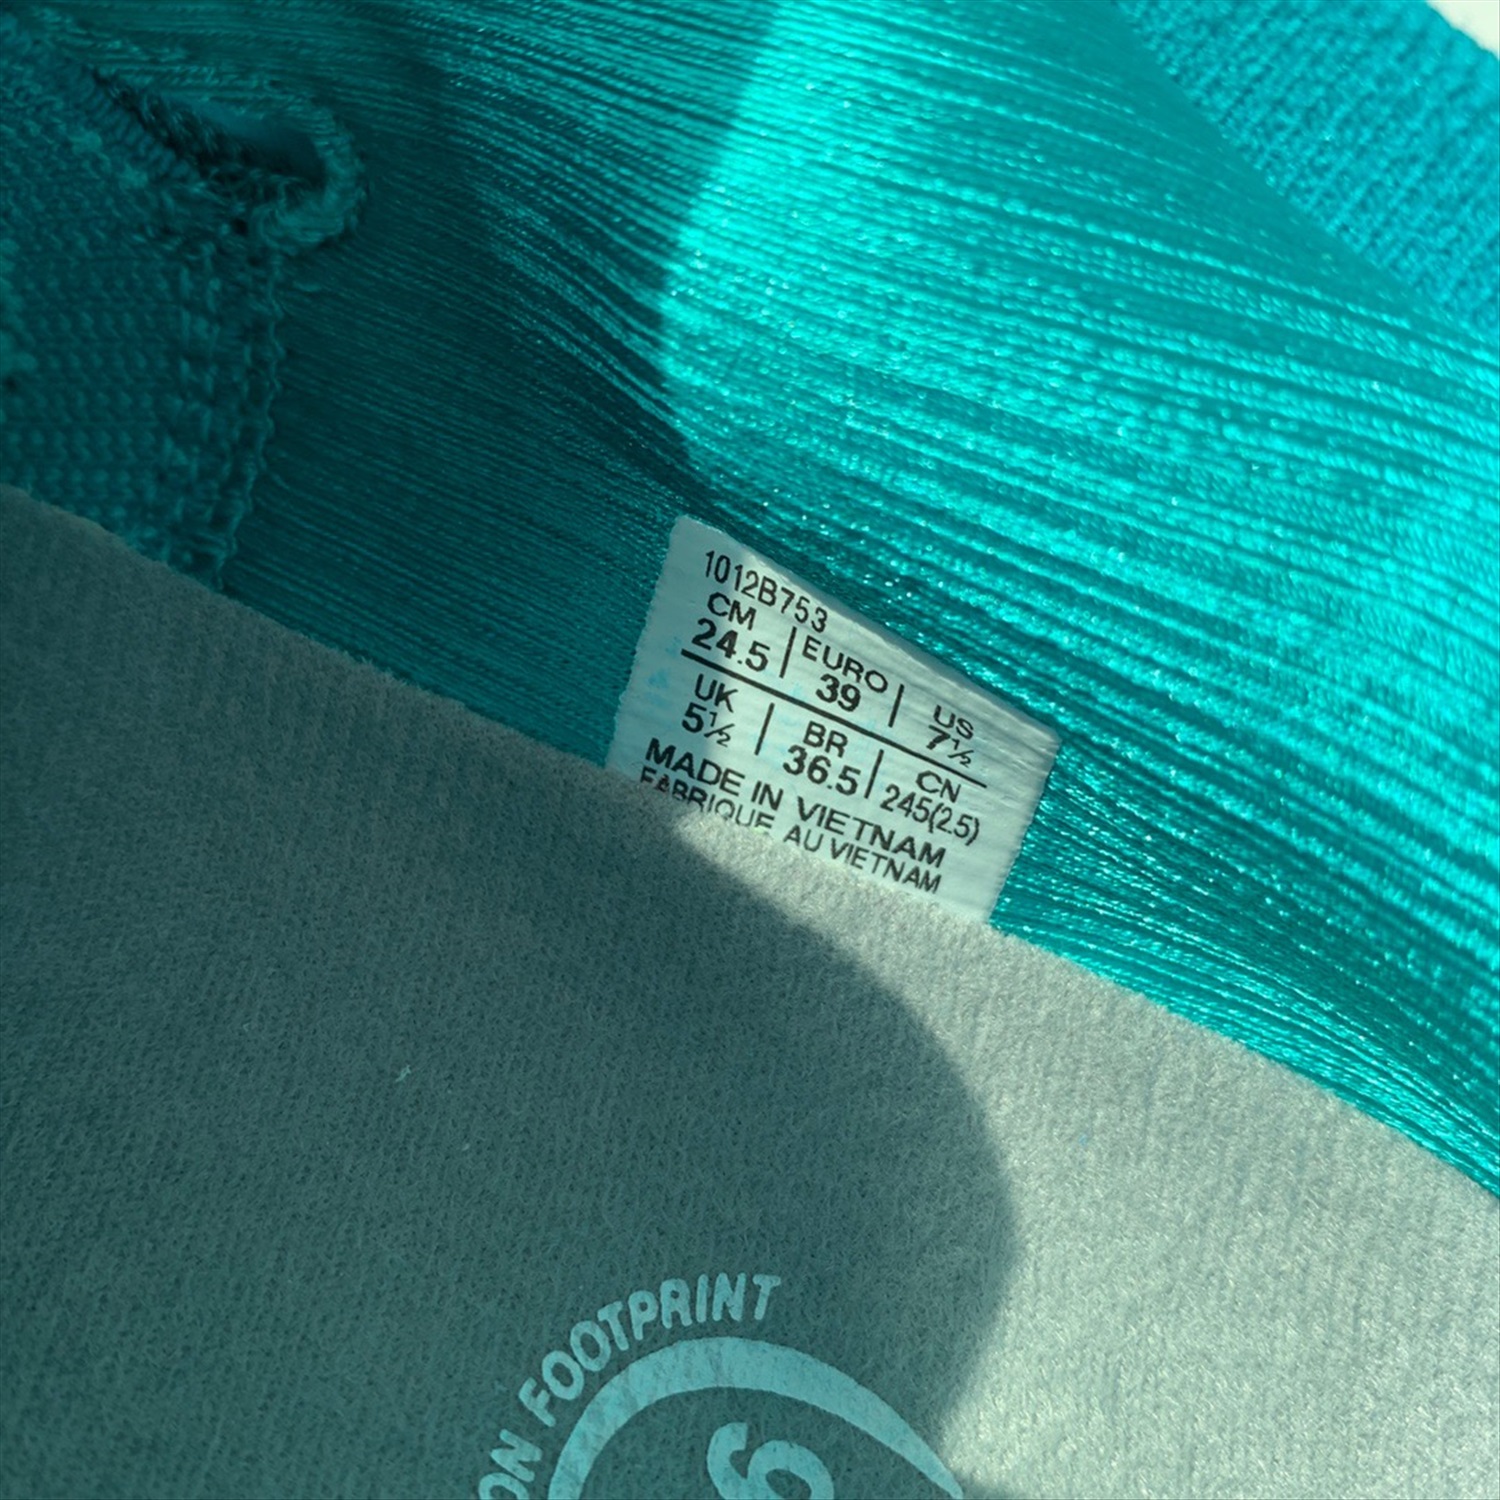 1012B753
CM | EURO | US
24.5 | 39 | 7½
UK | BR | CN
5½ | 36.5 | 245(2.5)
MADE IN VIETNAM
FABRIQUE AU VIETNAM
ON FOOTPRINT